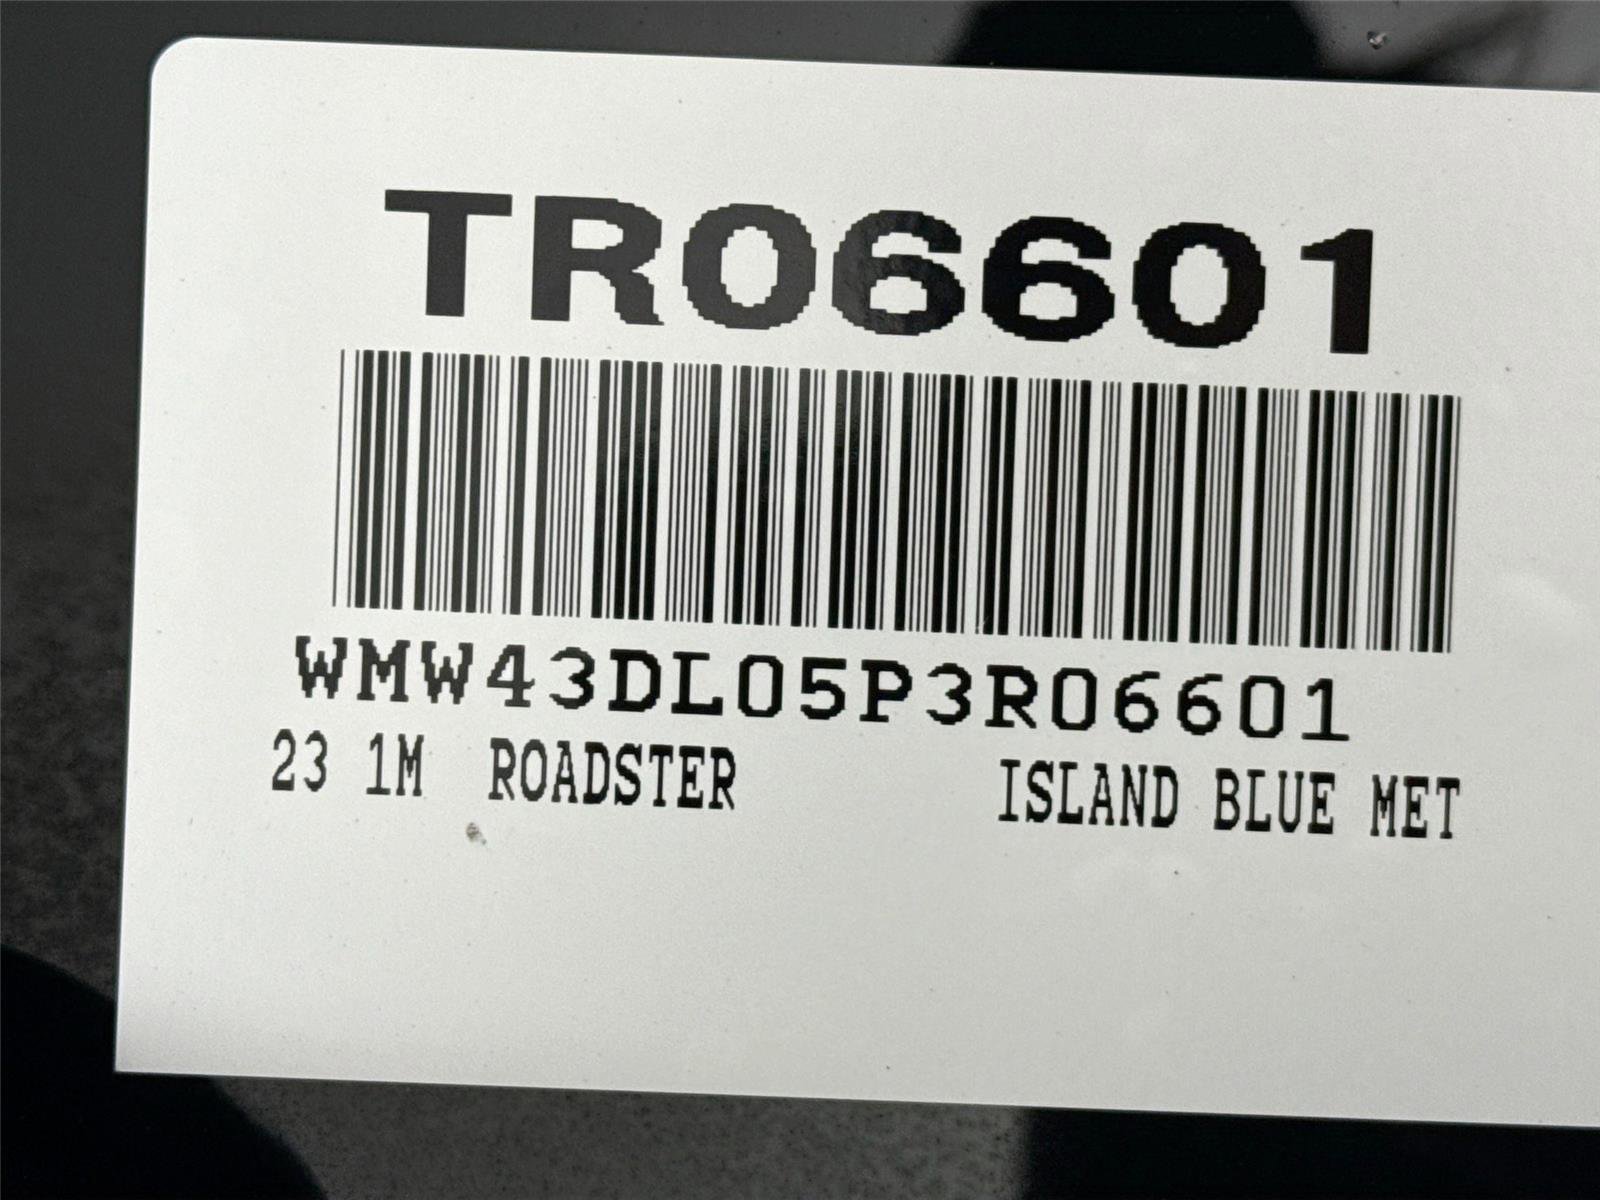 TR06601
WMW43DL05P3R06601
23 1M ROADSTER ISLAND BLUE MET